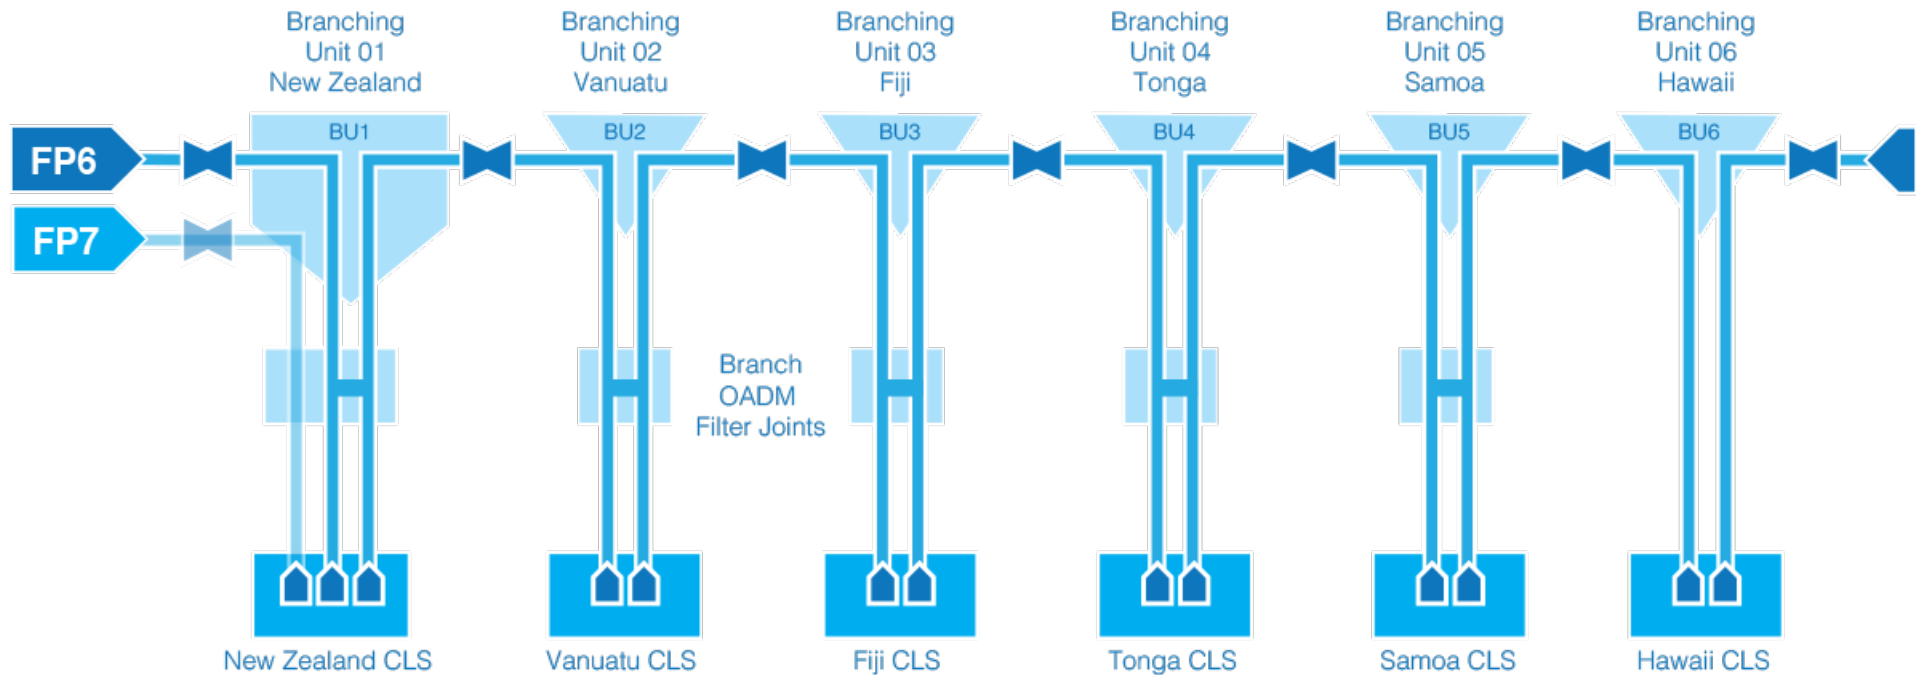 Branching
Unit 01
New Zealand
Branching
Unit 02
Vanuatu
Branching
Unit 03
Fiji
Branching
Unit 04
Tonga
Branching
Unit 05
Samoa
Branching
Unit 06
Hawaii
BU1
BU2
BU3
BU4
BU5
BU6
FP6
FP7
Branch
OADM
Filter Joints
New Zealand CLS
Vanuatu CLS
Fiji CLS
Tonga CLS
Samoa CLS
Hawaii CLS